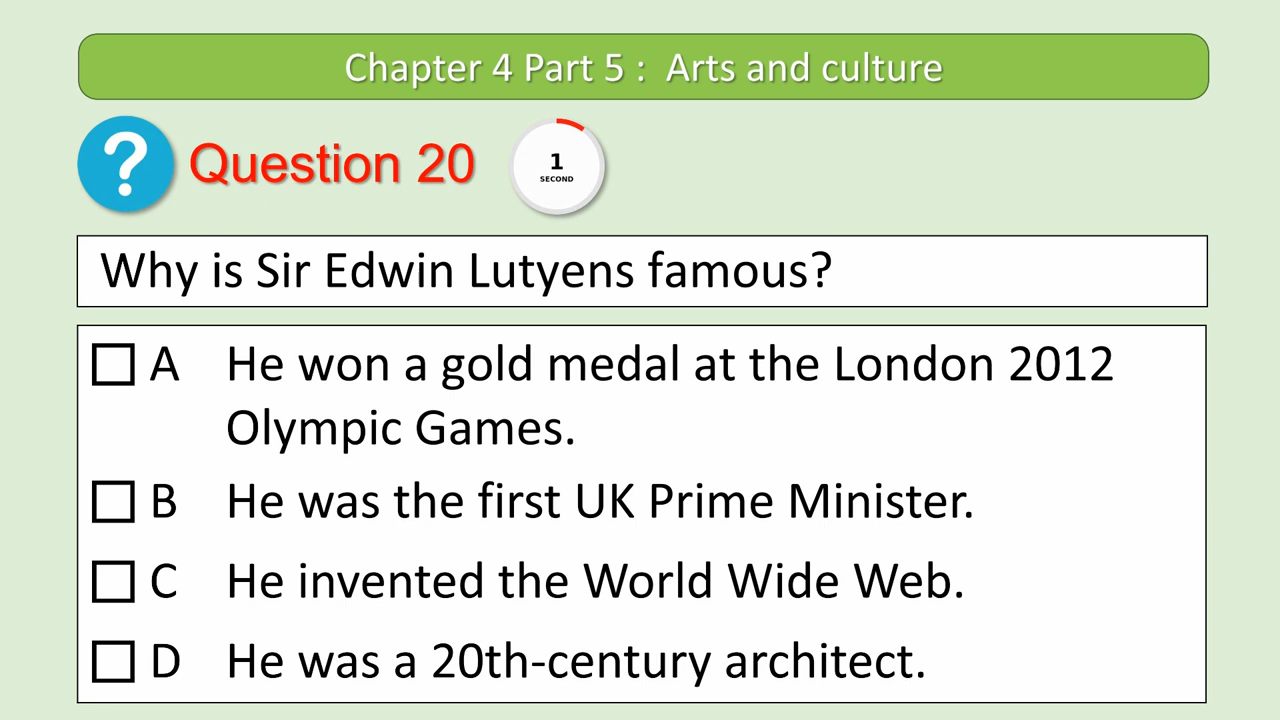 Chapter 4 Part 5 : Arts and culture
?
Question 20
1
SECOND
Why is Sir Edwin Lutyens famous?
A He won a gold medal at the London 2012
Olympic Games.
B He was the first UK Prime Minister.
C He invented the World Wide Web.
D He was a 20th-century architect.